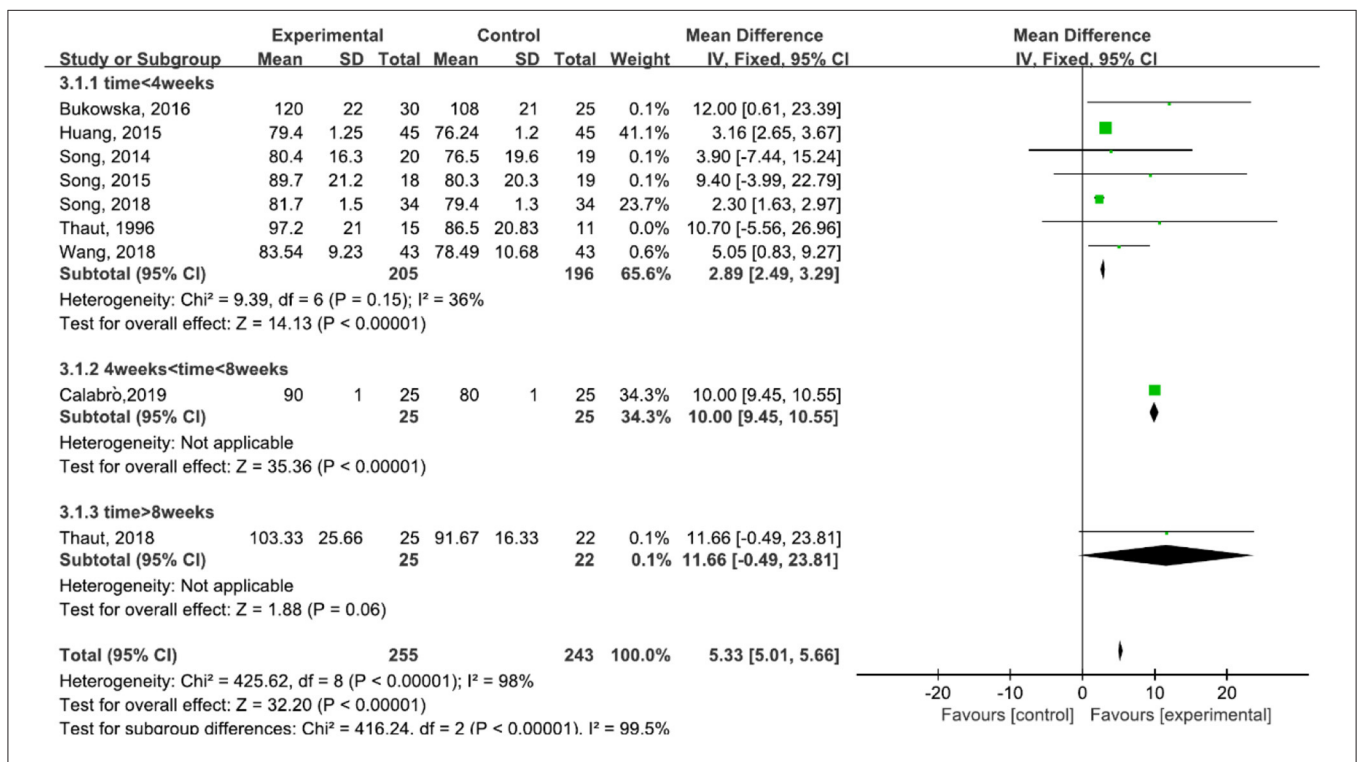 Experimental Control Mean Difference Mean Difference
Study or Subgroup Mean SD Total Mean SD Total Weight IV, Fixed, 95% CI IV, Fixed, 95% CI
3.1.1 time<4weeks
Bukowska, 2016 120 22 30 108 21 25 0.1% 12.00 [0.61, 23.39]
Huang, 2015 79.4 1.25 45 76.24 1.2 45 41.1% 3.16 [2.65, 3.67]
Song, 2014 80.4 16.3 20 76.5 19.6 19 0.1% 3.90 [-7.44, 15.24]
Song, 2015 89.7 21.2 18 80.3 20.3 19 0.1% 9.40 [-3.99, 22.79]
Song, 2018 81.7 1.5 34 79.4 1.3 34 23.7% 2.30 [1.63, 2.97]
Thaut, 1996 97.2 21 15 86.5 20.83 11 0.0% 10.70 [-5.56, 26.96]
Wang, 2018 83.54 9.23 43 78.49 10.68 43 0.6% 5.05 [0.83, 9.27]
Subtotal (95% CI) 205 196 65.6% 2.89 [2.49, 3.29]
Heterogeneity: Chi² = 9.39, df = 6 (P = 0.15); I² = 36%
Test for overall effect: Z = 14.13 (P < 0.00001)
3.1.2 4weeks<time<8weeks
Calabrò,2019 90 1 25 80 1 25 34.3% 10.00 [9.45, 10.55]
Subtotal (95% CI) 25 25 34.3% 10.00 [9.45, 10.55]
Heterogeneity: Not applicable
Test for overall effect: Z = 35.36 (P < 0.00001)
3.1.3 time>8weeks
Thaut, 2018 103.33 25.66 25 91.67 16.33 22 0.1% 11.66 [-0.49, 23.81]
Subtotal (95% CI) 25 22 0.1% 11.66 [-0.49, 23.81]
Heterogeneity: Not applicable
Test for overall effect: Z = 1.88 (P = 0.06)
Total (95% CI) 255 243 100.0% 5.33 [5.01, 5.66]
Heterogeneity: Chi² = 425.62, df = 8 (P < 0.00001); I² = 98%
Test for overall effect: Z = 32.20 (P < 0.00001)
Test for subgroup differences: Chi² = 416.24, df = 2 (P < 0.00001), I² = 99.5%
-20 -10 0 10 20
Favours [control] Favours [experimental]